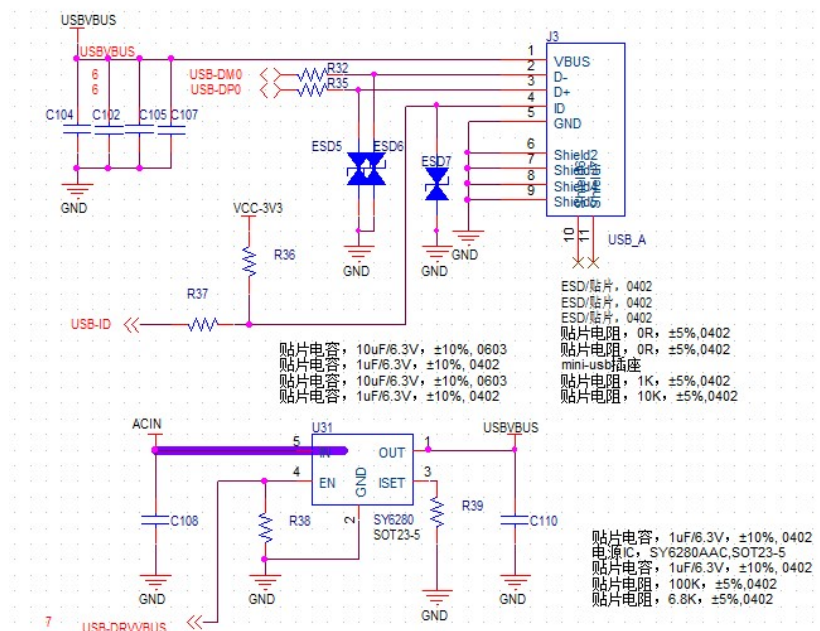 USBVBUS
J3
USBVBUS
1
VBUS
6
USB-DM0
R32
2
D-
6
USB-DP0
R35
3
D+
4
ID
C104
C102
C105
C107
5
GND
ESD5
ESD6
ESD7
6
Shield2
7
8
9
GND
VCC-3V3
10
11
USB_A
GND
GND
GND
R36
R37
USB-ID
ESD/贴片，0402
ESD/贴片，0402
ESD/贴片，0402
贴片电阻，0R，±5%,0402
贴片电阻，0R，±5%,0402
mini-usb插座
贴片电阻，1K，±5%,0402
贴片电阻，10K，±5%,0402
贴片电容，10uF/6.3V，±10%, 0603
贴片电容，1uF/6.3V，±10%, 0402
贴片电容，10uF/6.3V，±10%, 0603
贴片电容，1uF/6.3V，±10%, 0402
ACIN
U31
USBVBUS
5
IN
OUT
1
4
EN
GND
ISET
3
C108
R38
2
SY6280
SOT23-5
R39
C110
GND
GND
GND
GND
贴片电容，1uF/6.3V，±10%, 0402
电源IC，SY6280AAC,SOT23-5
贴片电容，1uF/6.3V，±10%, 0402
贴片电阻，100K，±5%,0402
贴片电阻，6.8K，±5%,0402
7
USB-DRVVBUS